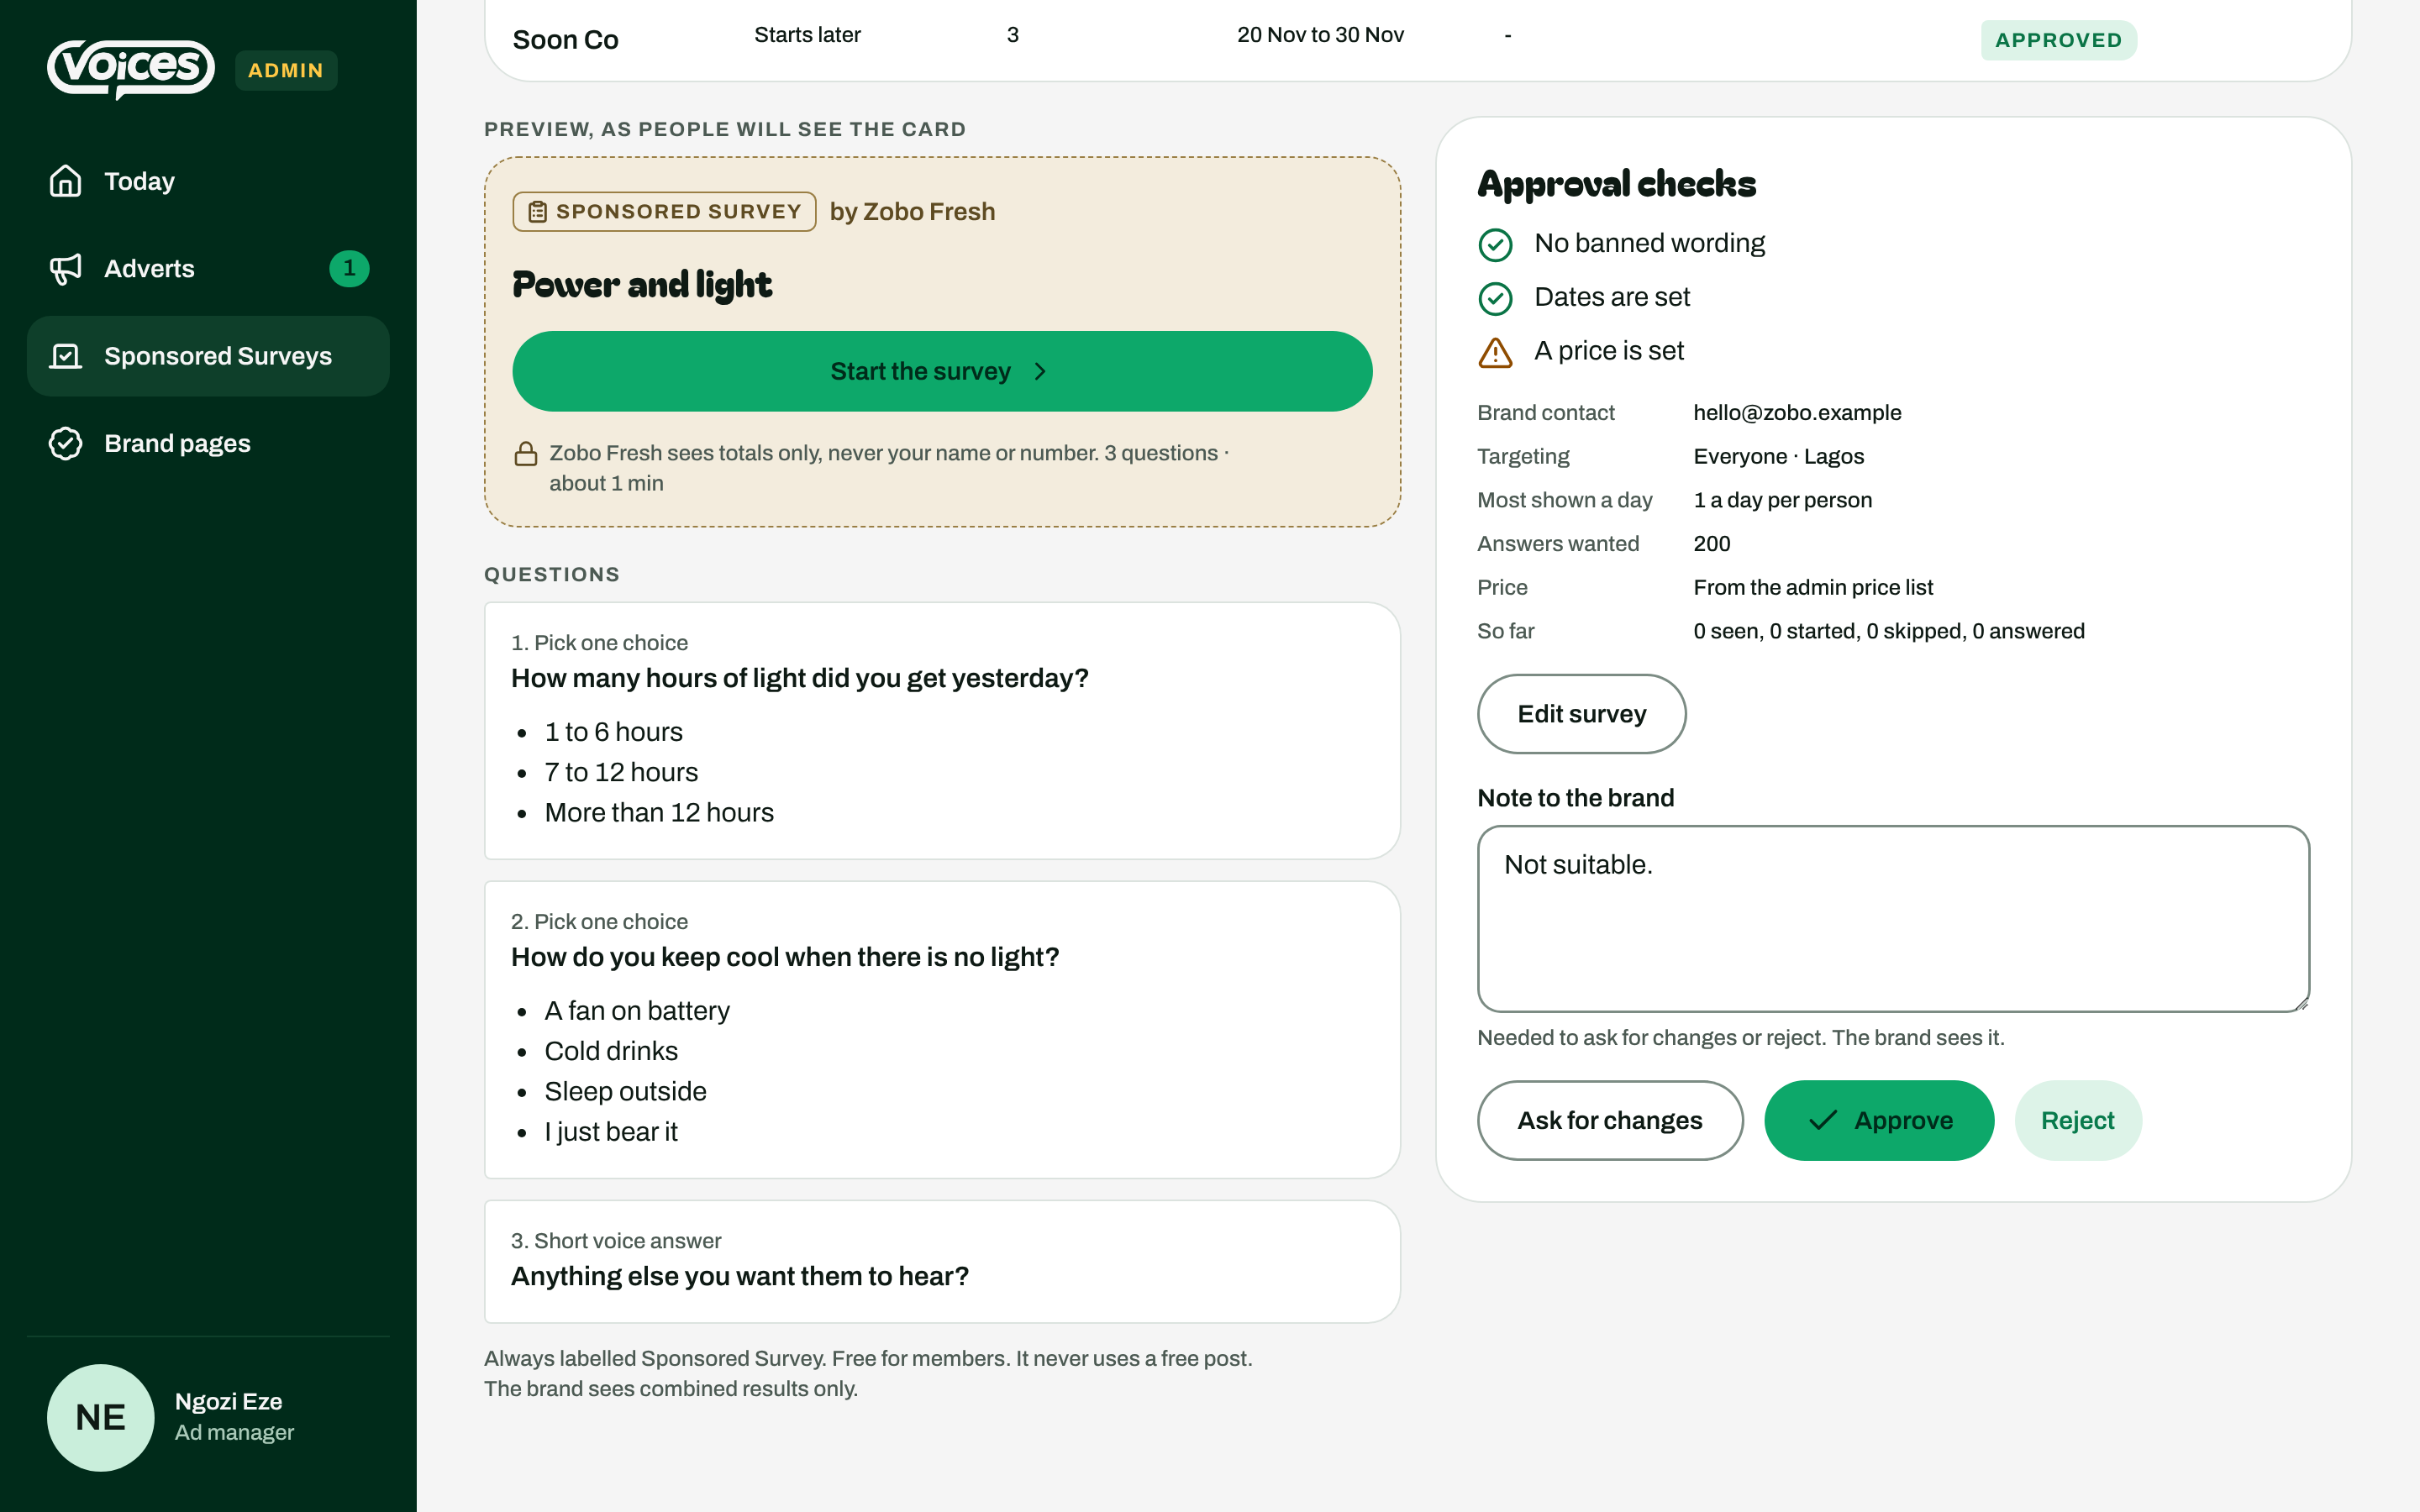 Voices
ADMIN
Today
Adverts
1
Sponsored Surveys
Brand pages
NE
Ngozi Eze
Ad manager
Soon Co
Starts later
3
20 Nov to 30 Nov
-
APPROVED
PREVIEW, AS PEOPLE WILL SEE THE CARD
SPONSORED SURVEY by Zobo Fresh
Power and light
Start the survey
Zobo Fresh sees totals only, never your name or number. 3 questions ·
about 1 min
QUESTIONS
1. Pick one choice
How many hours of light did you get yesterday?
• 1 to 6 hours
• 7 to 12 hours
• More than 12 hours
2. Pick one choice
How do you keep cool when there is no light?
• A fan on battery
• Cold drinks
• Sleep outside
• I just bear it
3. Short voice answer
Anything else you want them to hear?
Always labelled Sponsored Survey. Free for members. It never uses a free post.
The brand sees combined results only.
Approval checks
No banned wording
Dates are set
A price is set
Brand contact hello@zobo.example
Targeting Everyone · Lagos
Most shown a day 1 a day per person
Answers wanted 200
Price From the admin price list
So far 0 seen, 0 started, 0 skipped, 0 answered
Edit survey
Note to the brand
Not suitable.
Needed to ask for changes or reject. The brand sees it.
Ask for changes
Approve
Reject